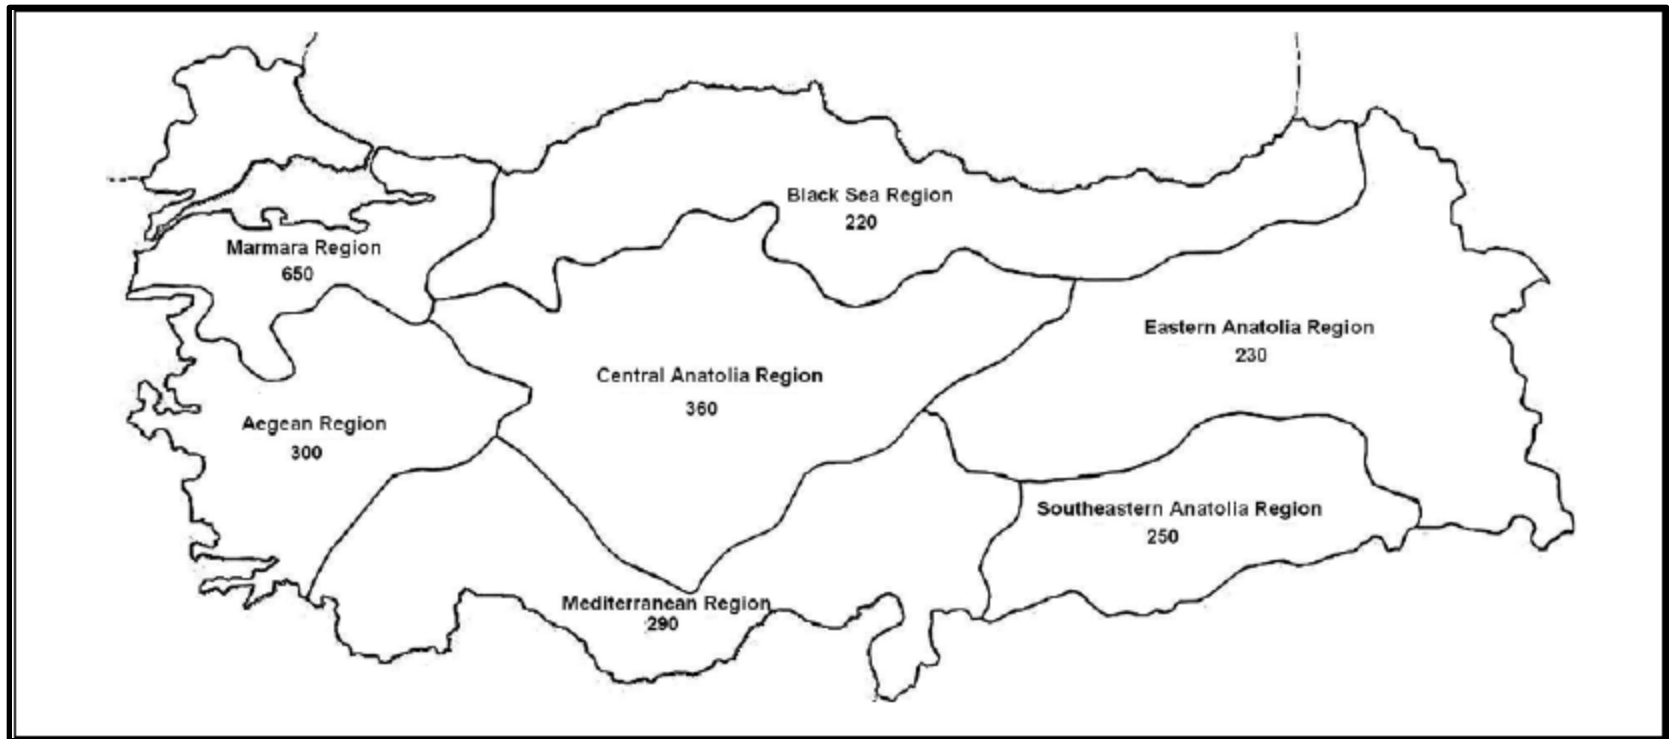 Black Sea Region
220
Marmara Region
650
Eastern Anatolia Region
230
Central Anatolia Region
360
Aegean Region
300
Southeastern Anatolia Region
250
Mediterranean Region
290